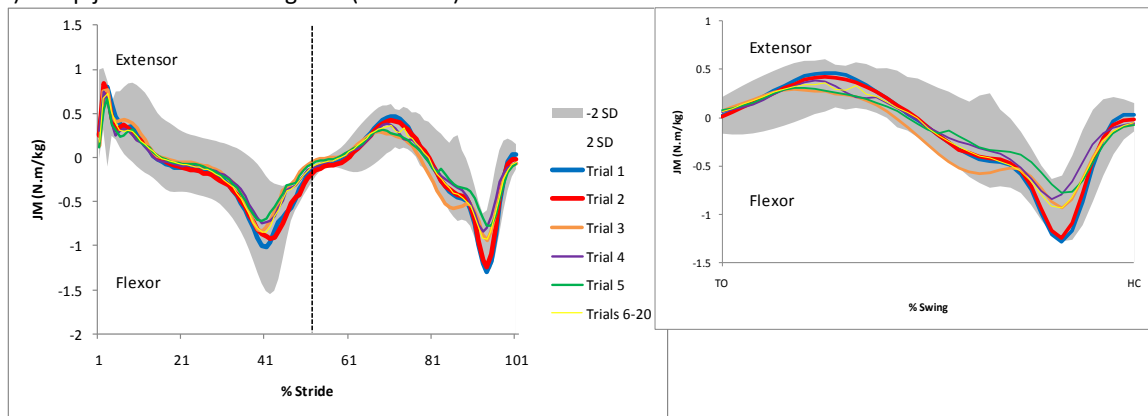 Extensor
Flexor
JM (N.m/kg)
1.5
1
0.5
0
-0.5
-1
-1.5
-2
1 21 41 61 81 101
% Stride
-2 SD
2 SD
Trial 1
Trial 2
Trial 3
Trial 4
Trial 5
Trials 6-20
Extensor
Flexor
JM (N.m/kg)
1
0.5
0
-0.5
-1
-1.5
TO HC
% Swing